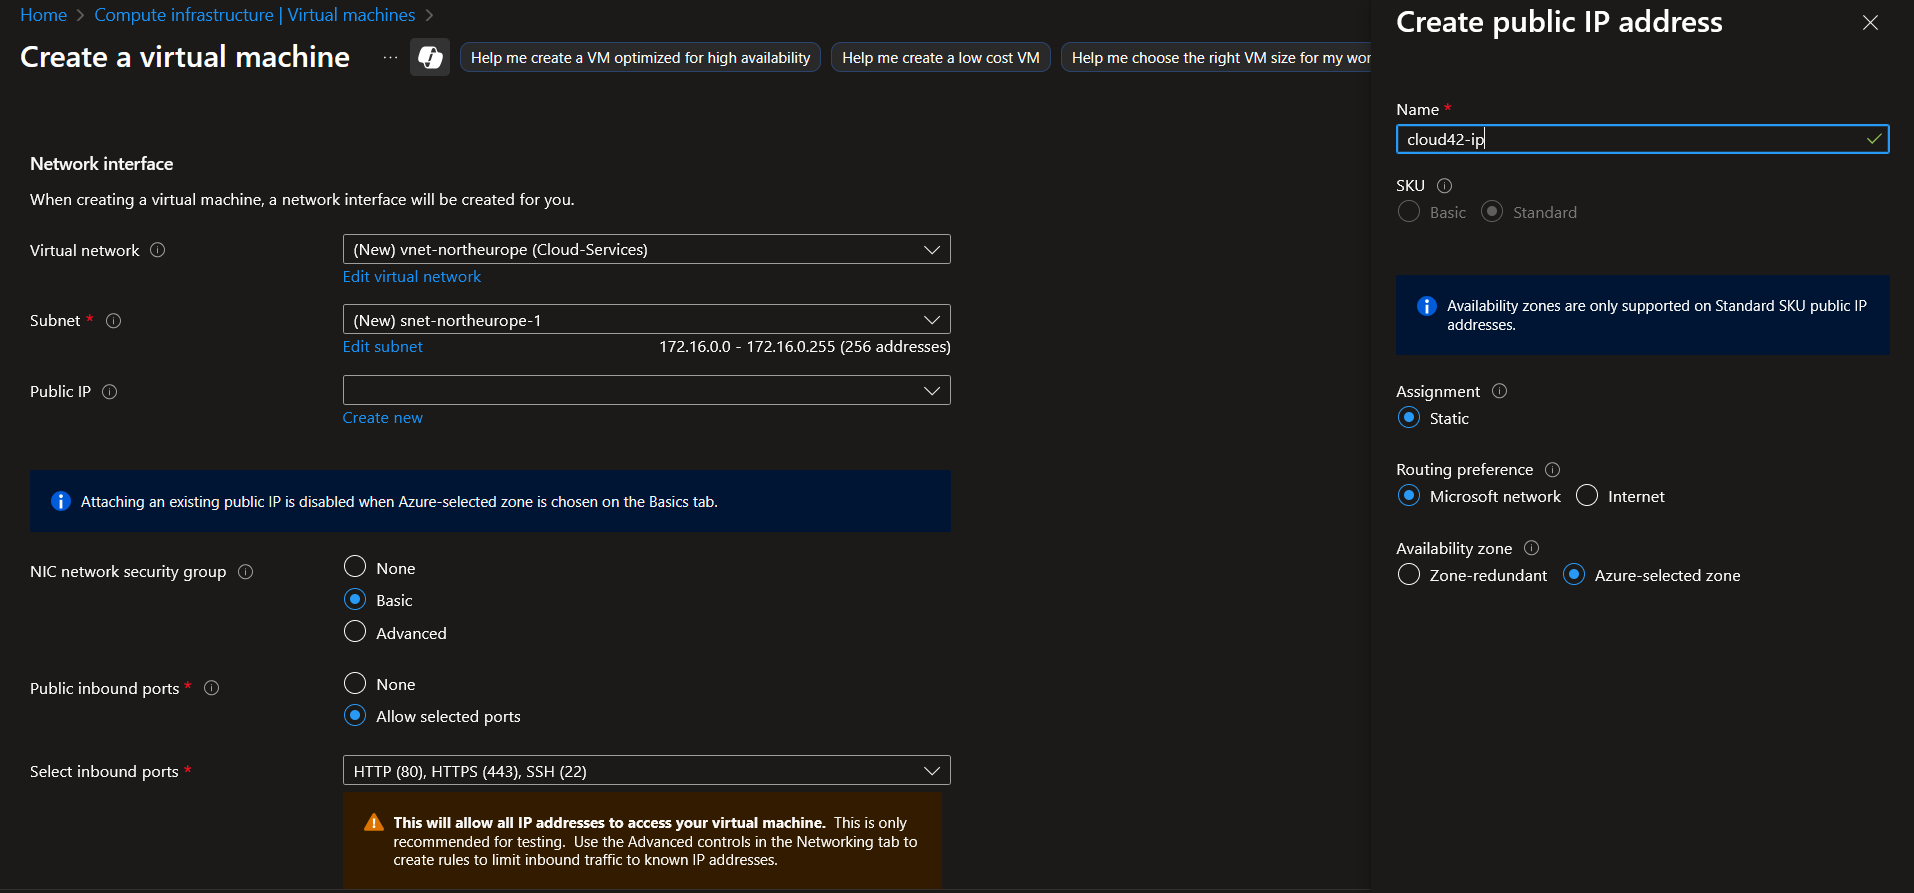 Home > Compute infrastructure | Virtual machines >
Create a virtual machine ...
Help me create a VM optimized for high availability
Help me create a low cost VM
Help me choose the right VM size for my wor
Network interface
When creating a virtual machine, a network interface will be created for you.
Virtual network
(New) vnet-northeurope (Cloud-Services)
Edit virtual network
Subnet *
(New) snet-northeurope-1
Edit subnet
172.16.0.0 - 172.16.0.255 (256 addresses)
Public IP
Create new
Attaching an existing public IP is disabled when Azure-selected zone is chosen on the Basics tab.
NIC network security group
None
Basic
Advanced
Public inbound ports *
None
Allow selected ports
Select inbound ports *
HTTP (80), HTTPS (443), SSH (22)
This will allow all IP addresses to access your virtual machine. This is only
recommended for testing. Use the Advanced controls in the Networking tab to
create rules to limit inbound traffic to known IP addresses.
Create public IP address
Name *
cloud42-ip
SKU
Basic
Standard
Availability zones are only supported on Standard SKU public IP
addresses.
Assignment
Static
Routing preference
Microsoft network
Internet
Availability zone
Zone-redundant
Azure-selected zone